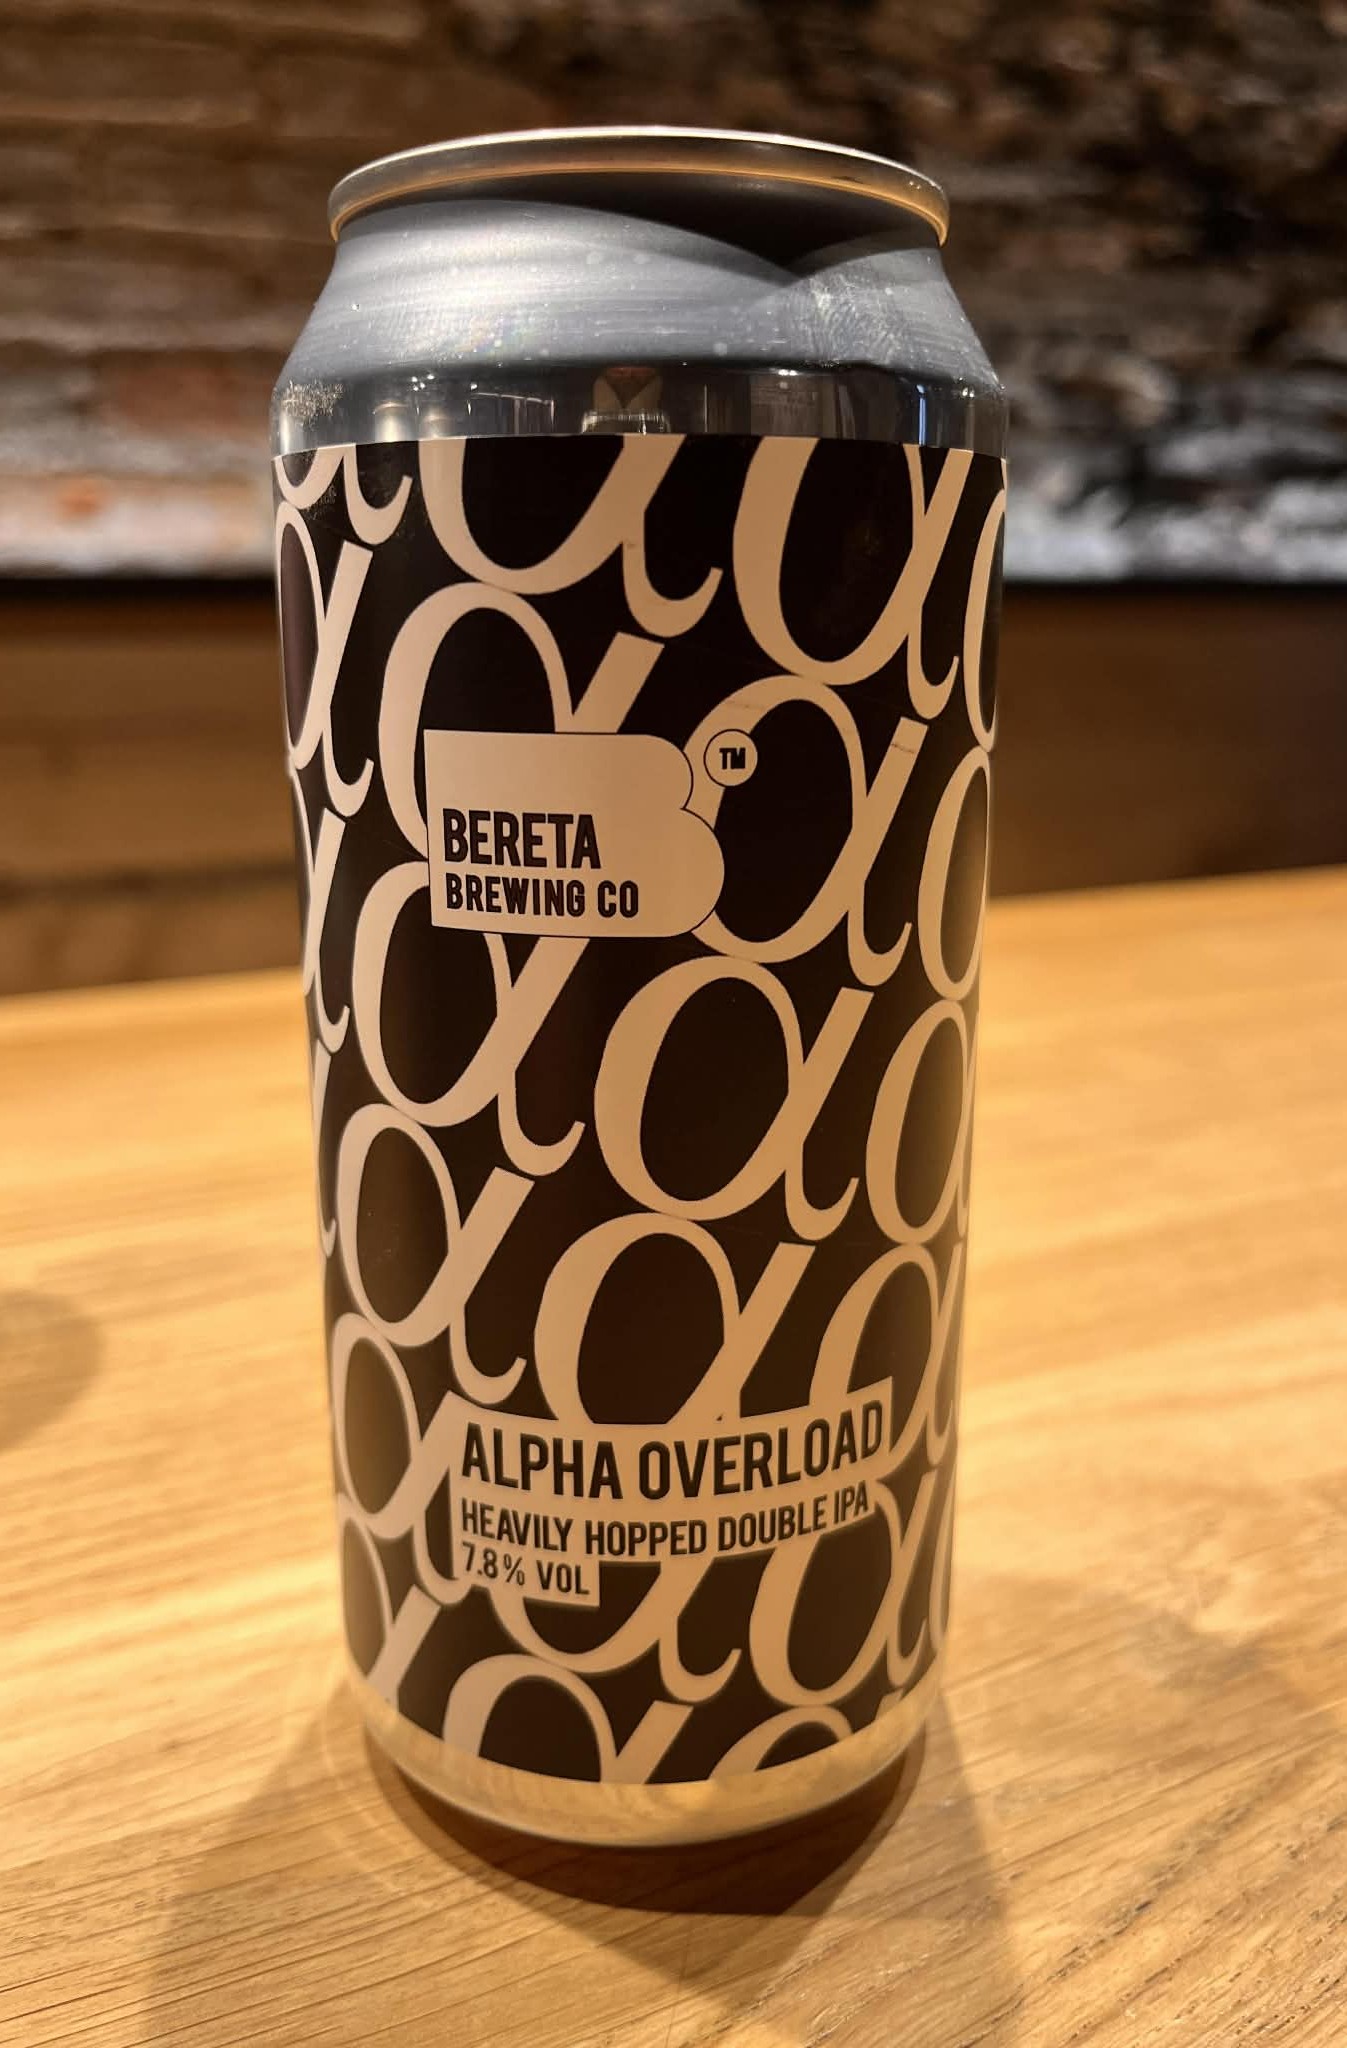 BERETA
BREWING CO
TM
ALPHA OVERLOAD
HEAVILY HOPPED DOUBLE IPA
7.8% VOL